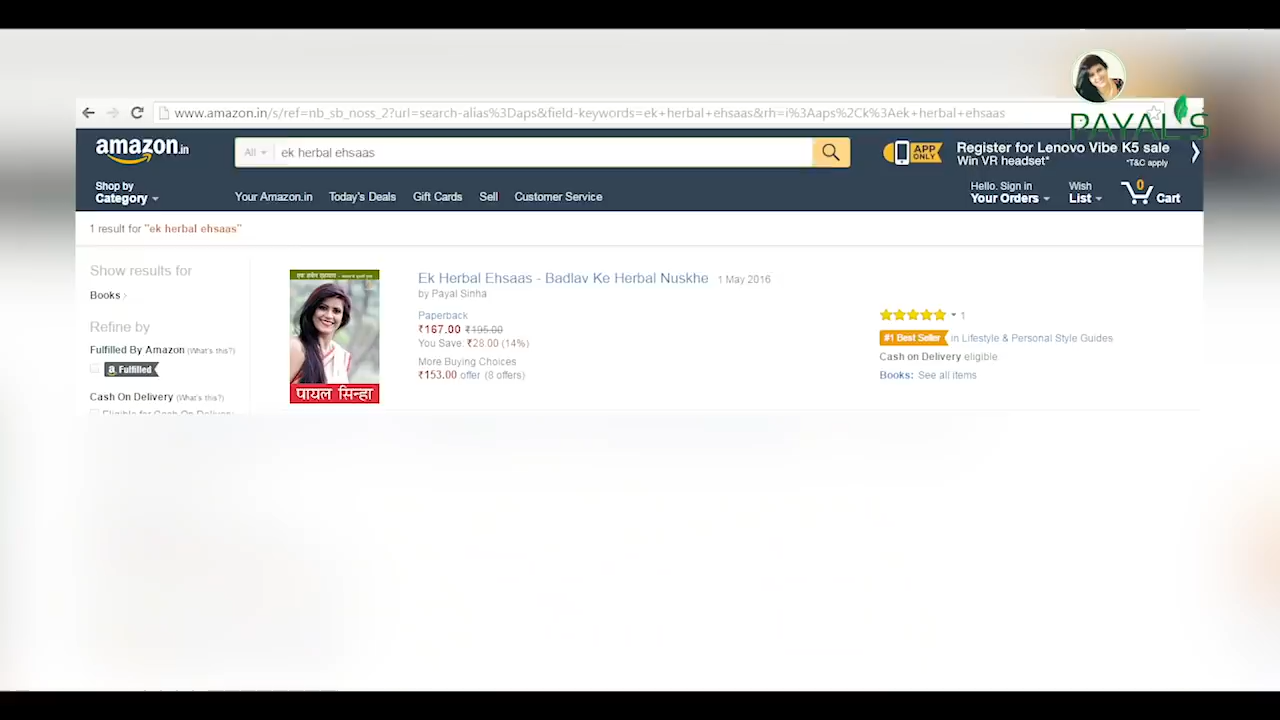 PAYAL'S
www.amazon.in/s/ref=nb_sb_noss_2?url=search-alias%3Daps&field-keywords=ek+herbal+ehsaas&rh=i%3Aaps%2Ck%3Aek+herbal+ehsaas
amazon.in
All
ek herbal ehsaas
APP ONLY
Register for Lenovo Vibe K5 sale
Win VR headset*
*T&C apply
Shop by
Category
Your Amazon.in Today's Deals Gift Cards Sell Customer Service
Hello. Sign in
Your Orders
Wish
List
0
Cart
1 result for "ek herbal ehsaas"
Show results for
Books
Refine by
Fulfilled By Amazon (What's this?)
a Fulfilled
Cash On Delivery (What's this?)
Eligible for Cash On Delivery
पायल सिन्हा
Ek Herbal Ehsaas - Badlav Ke Herbal Nuskhe 1 May 2016
by Payal Sinha
Paperback
₹167.00 ₹195.00
You Save: ₹28.00 (14%)
More Buying Choices
₹153.00 offer (8 offers)
1
#1 Best Seller in Lifestyle & Personal Style Guides
Cash on Delivery eligible
Books: See all items